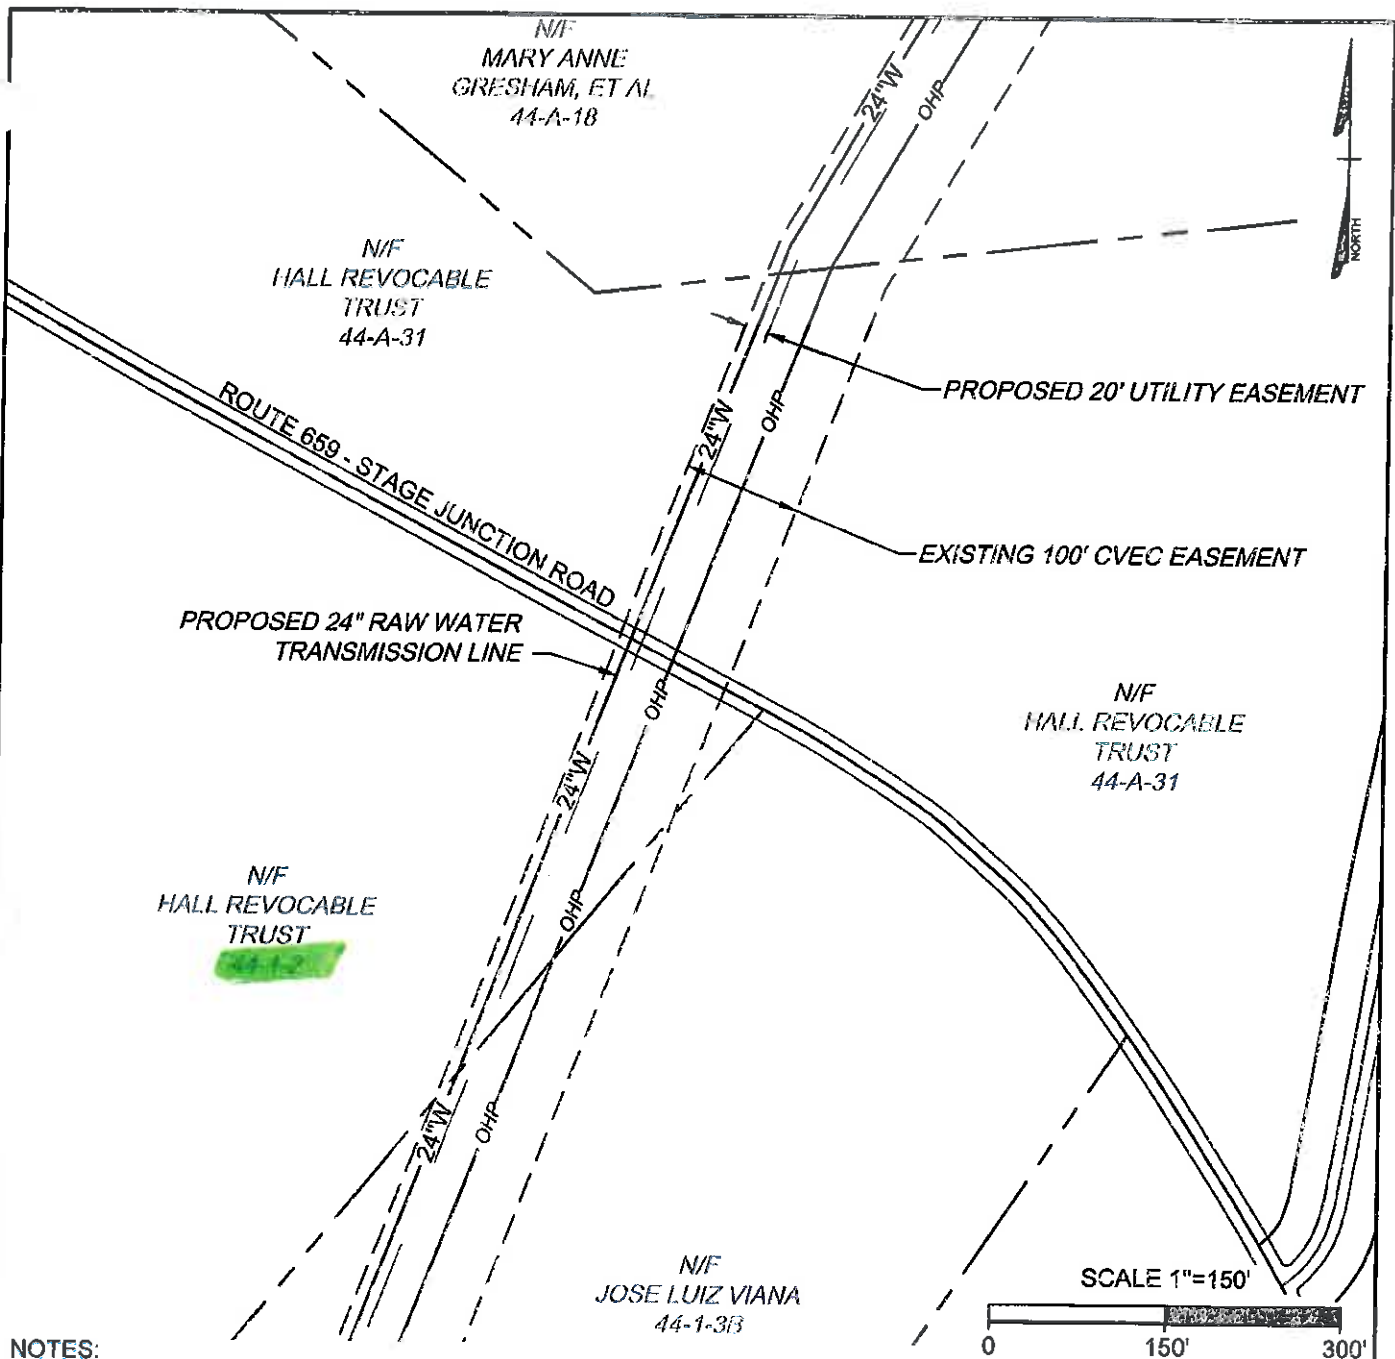 N/F
MARY ANNE
GRESHAM, ET AL
44-A-18
24"W
OHP
NORTH
N/F
HALL REVOCABLE
TRUST
44-A-31
PROPOSED 20' UTILITY EASEMENT
ROUTE 659 - STAGE JUNCTION ROAD
24"W
OHP
EXISTING 100' CVEC EASEMENT
PROPOSED 24" RAW WATER
TRANSMISSION LINE
OHP
N/F
HALL REVOCABLE
TRUST
44-A-31
24"W
N/F
HALL REVOCABLE
TRUST
44-1-2
OHP
24"W
OHP
N/F
JOSE LUIZ VIANA
44-1-3B
SCALE 1"=150'
0 150' 300'
NOTES: